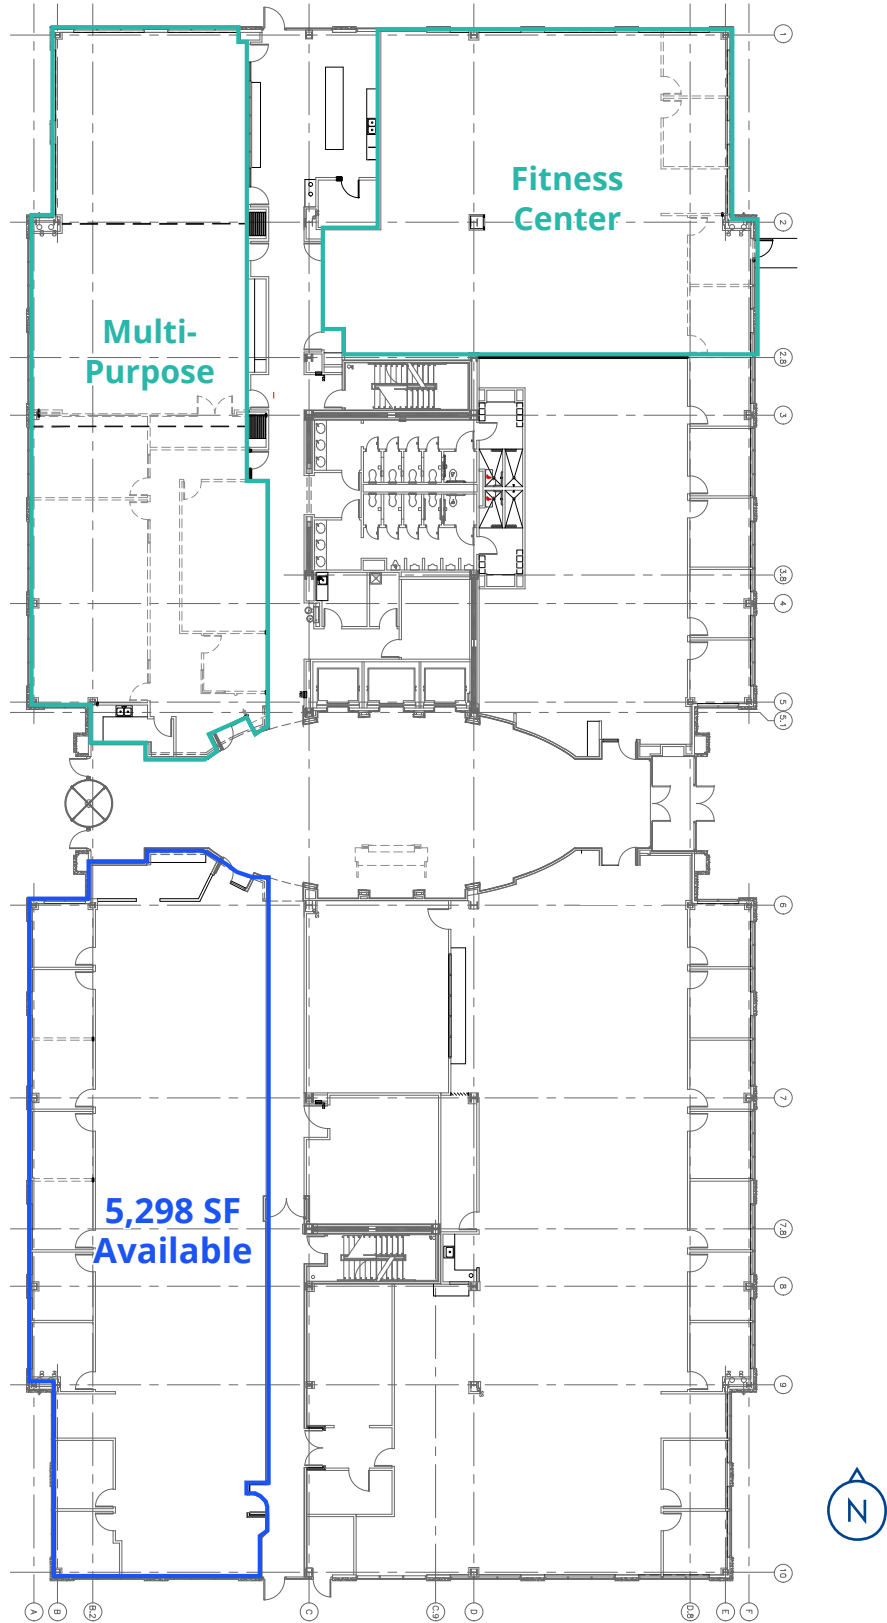 1
Fitness
Center
2
Multi-
Purpose
2.8
3
3.8
4
5
5.1
6
7
5,298 SF
Available
7.8
8
9
N
10
A
B
B.2
C
C.9
D
D.8
E
F